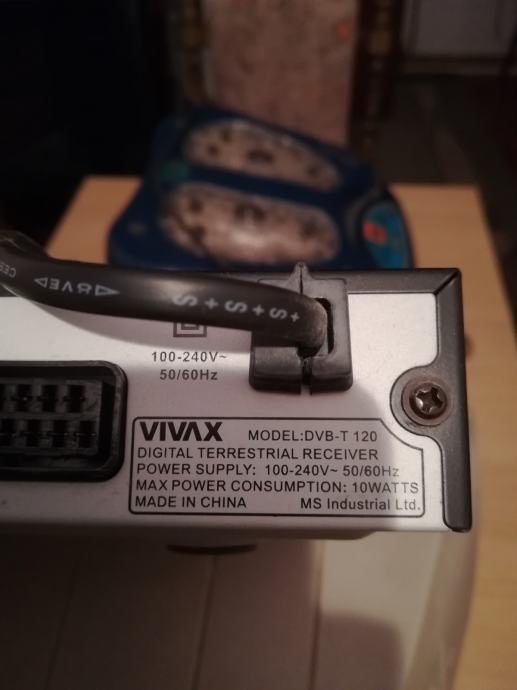 VDE
S+S+S+
100-240V~
50/60Hz
VIVAX MODEL:DVB-T 120
DIGITAL TERRESTRIAL RECEIVER
POWER SUPPLY: 100-240V~ 50/60Hz
MAX POWER CONSUMPTION: 10WATTS
MADE IN CHINA MS Industrial Ltd.